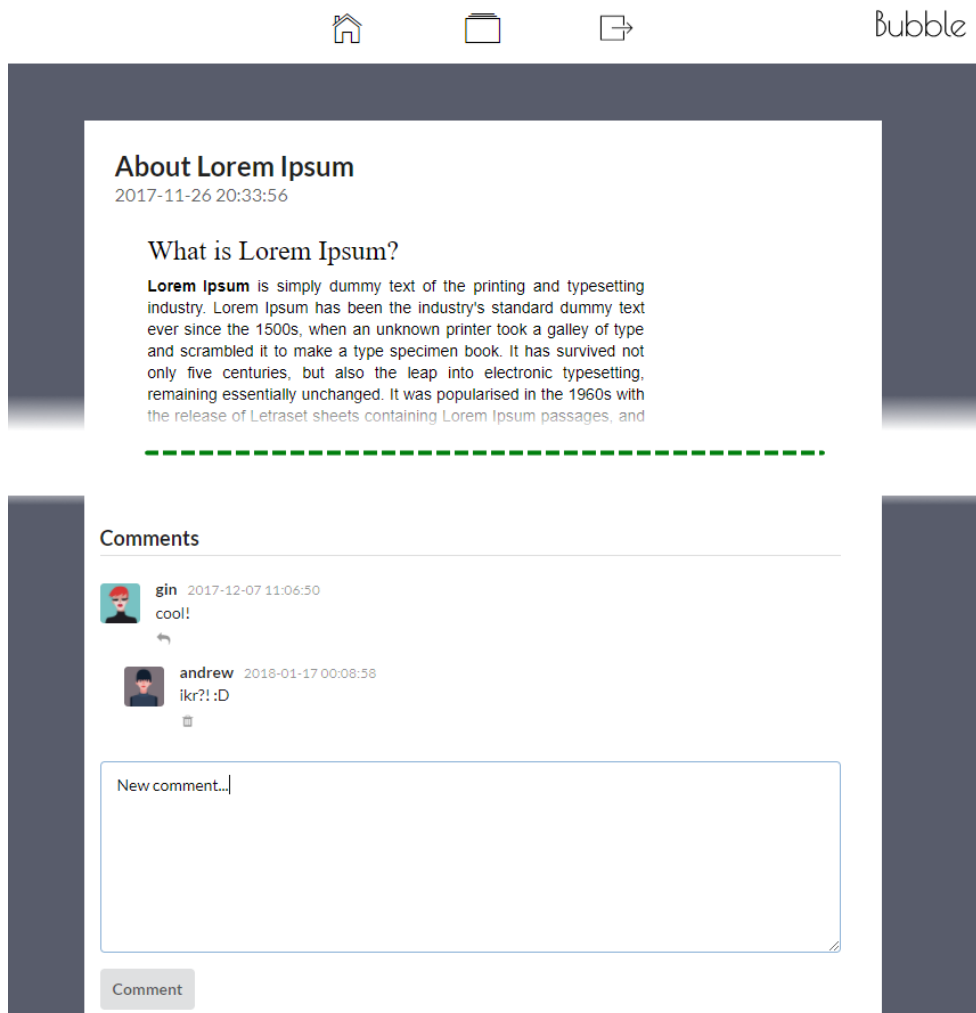 Bubble
About Lorem Ipsum
2017-11-26 20:33:56
What is Lorem Ipsum?
Lorem Ipsum is simply dummy text of the printing and typesetting
industry. Lorem Ipsum has been the industry's standard dummy text
ever since the 1500s, when an unknown printer took a galley of type
and scrambled it to make a type specimen book. It has survived not
only five centuries, but also the leap into electronic typesetting,
remaining essentially unchanged. It was popularised in the 1960s with
the release of Letraset sheets containing Lorem Ipsum passages, and
Comments
gin 2017-12-07 11:06:50
cool!
andrew 2018-01-17 00:08:58
ikr?! :D
New comment...
Comment